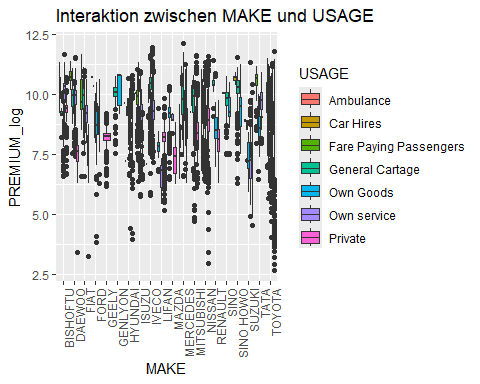 Interaktion zwischen MAKE und USAGE
PREMIUM_log
12.5
10.0
7.5
5.0
2.5
BISHOFTU
DAEWOO
FIAT
FORD
GEELY
GENLYON
HYUNDAI
ISUZU
IVECO
LIFAN
MAZDA
MERCEDES
MITSUBISHI
NISSAN
RENAULT
SINO
SINO HOWO
SUZUKI
TATA
TOYOTA
MAKE
USAGE
Ambulance
Car Hires
Fare Paying Passengers
General Cartage
Own Goods
Own service
Private